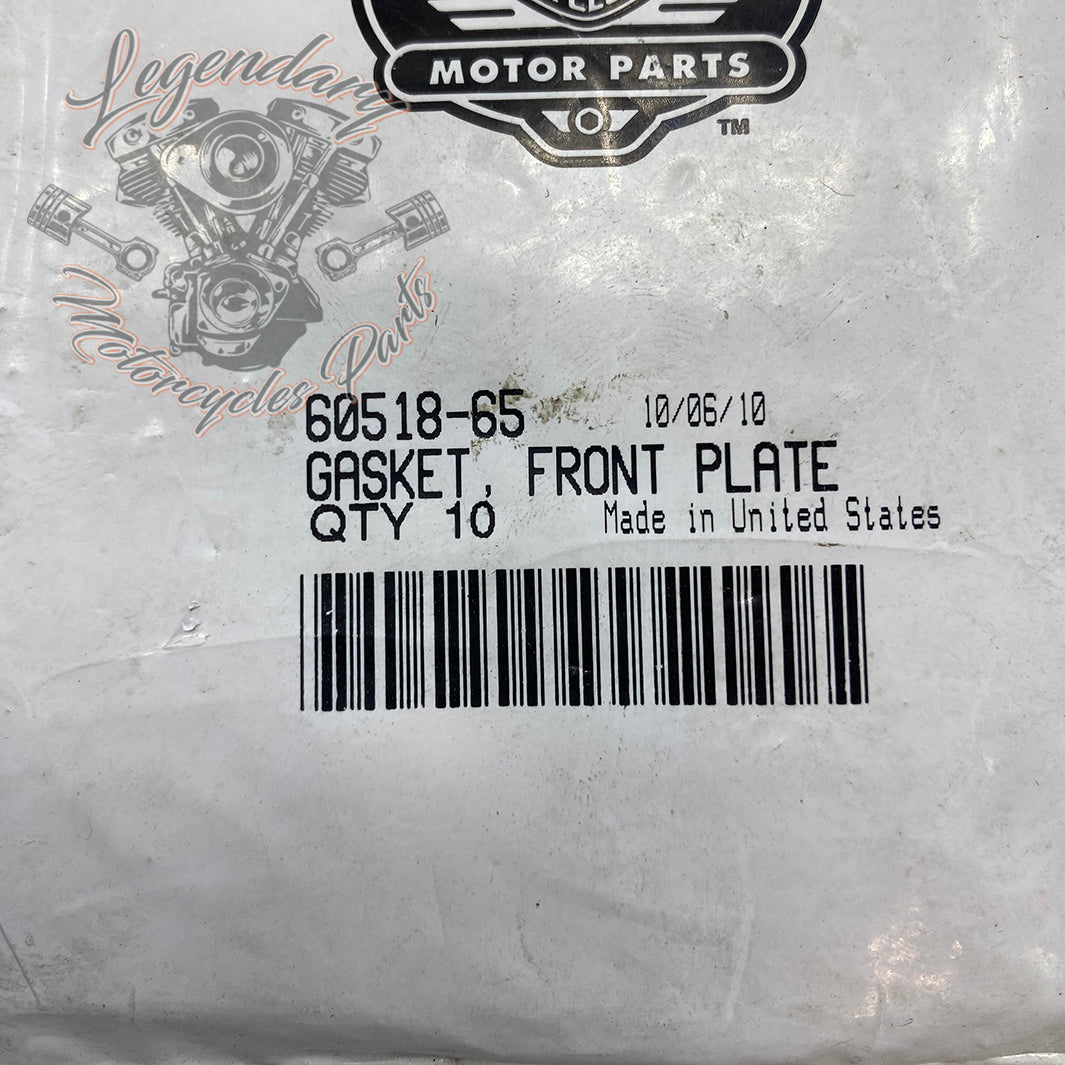 MOTOR PARTS
TM
Legendary
Motorcycles Parts
60518-65 10/06/10
GASKET, FRONT PLATE
QTY 10 Made in United States